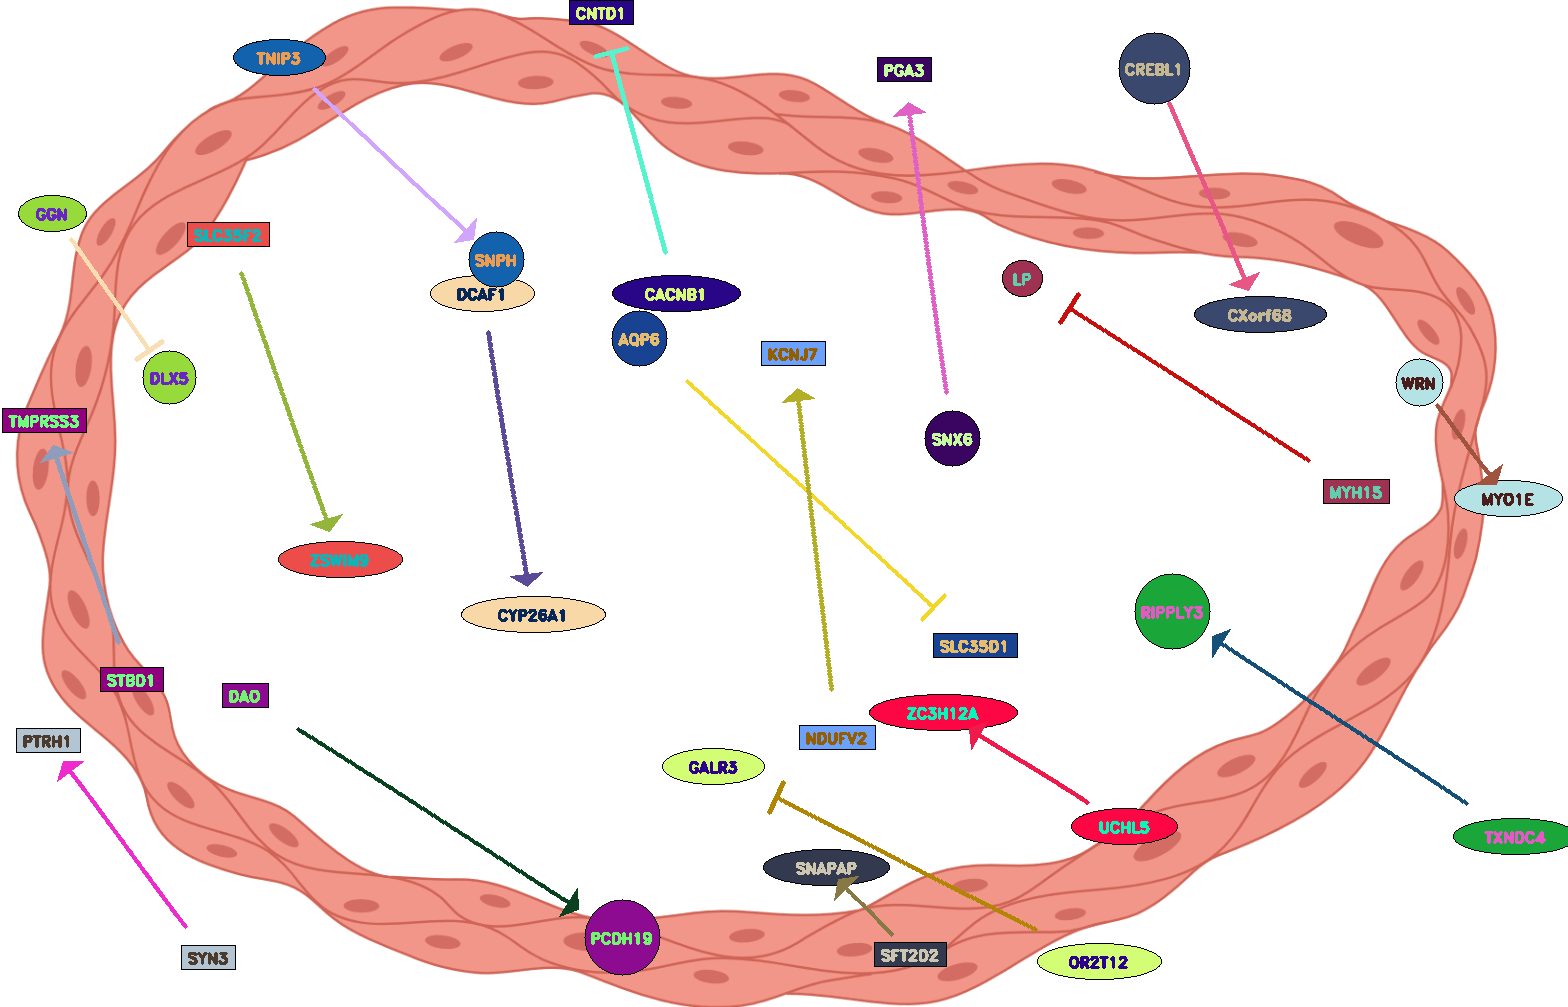 CNTD1
TNIP3
PGA3
CREBL1
GGN
SLC35F2
SNPH
DCAF1
CACNB1
LP
CXorf68
AQP6
KCNJ7
DLX5
WRN
TMPRSS3
SNX6
MYH15
MYO1E
ZSWIM9
CYP26A1
RIPPLY3
SLC35D1
STBD1
DAO
ZC3H12A
PTRH1
NDUFV2
GALR3
UCHL5
TXNDC4
SNAPAP
PCDH19
SYN3
SFT2D2
OR2T12